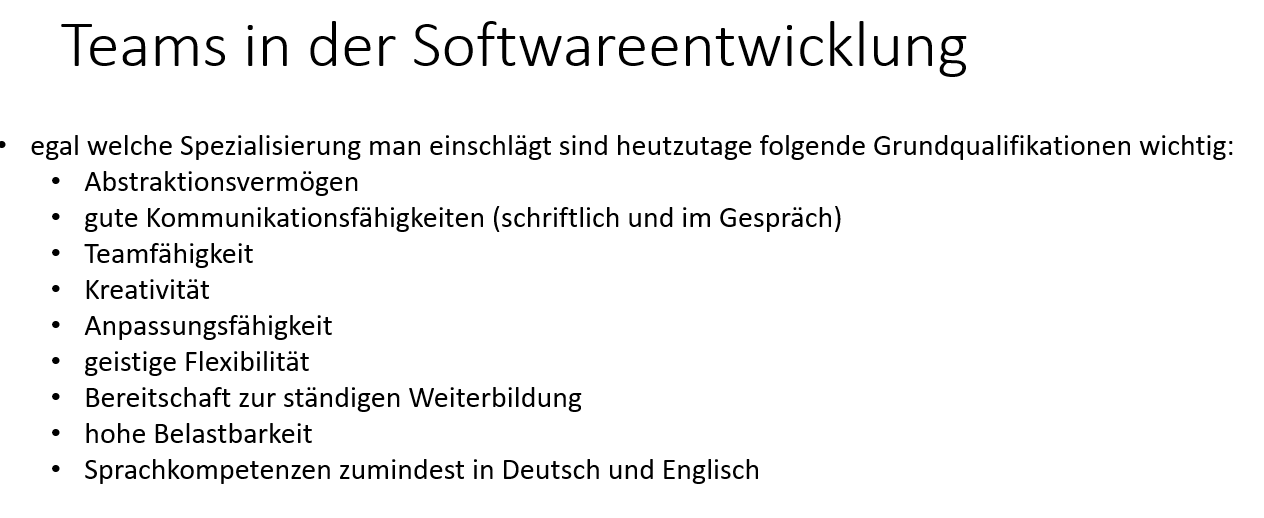 Teams in der Softwareentwicklung
• egal welche Spezialisierung man einschlägt sind heutzutage folgende Grundqualifikationen wichtig:
• Abstraktionsvermögen
• gute Kommunikationsfähigkeiten (schriftlich und im Gespräch)
• Teamfähigkeit
• Kreativität
• Anpassungsfähigkeit
• geistige Flexibilität
• Bereitschaft zur ständigen Weiterbildung
• hohe Belastbarkeit
• Sprachkompetenzen zumindest in Deutsch und Englisch